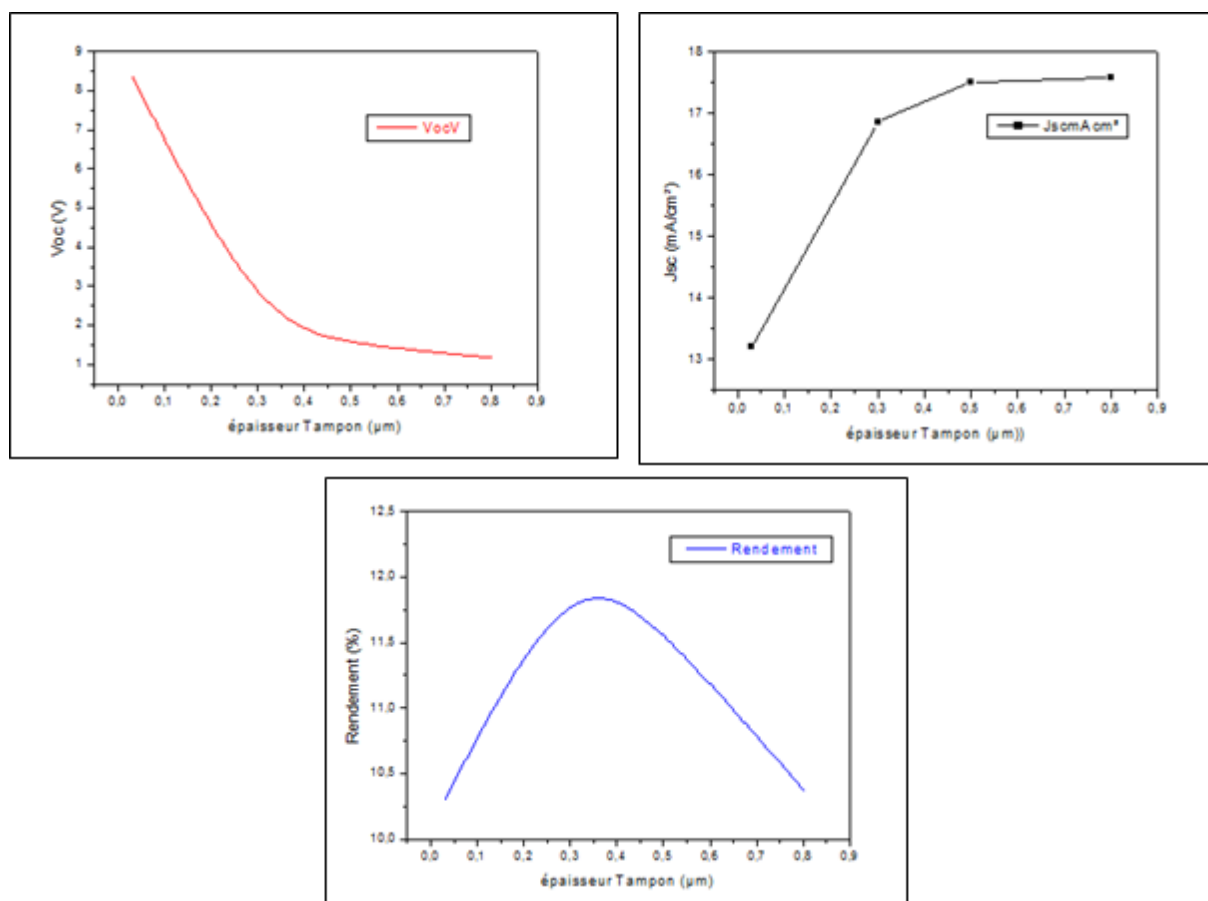 9
8
7
6
5
4
3
2
1
Voc (V)
VocV
0,0 0,1 0,2 0,3 0,4 0,5 0,6 0,7 0,8 0,9
épaisseur Tampon (µm)
18
17
16
15
14
13
Jsc (mA/cm²)
JscmAcm²
0,0 0,1 0,2 0,3 0,4 0,5 0,6 0,7 0,8 0,9
épaisseur Tampon (µm))
12,5
12,0
11,5
11,0
10,5
10,0
Rendement (%)
Rendement
0,0 0,1 0,2 0,3 0,4 0,5 0,6 0,7 0,8 0,9
épaisseur Tampon (µm)